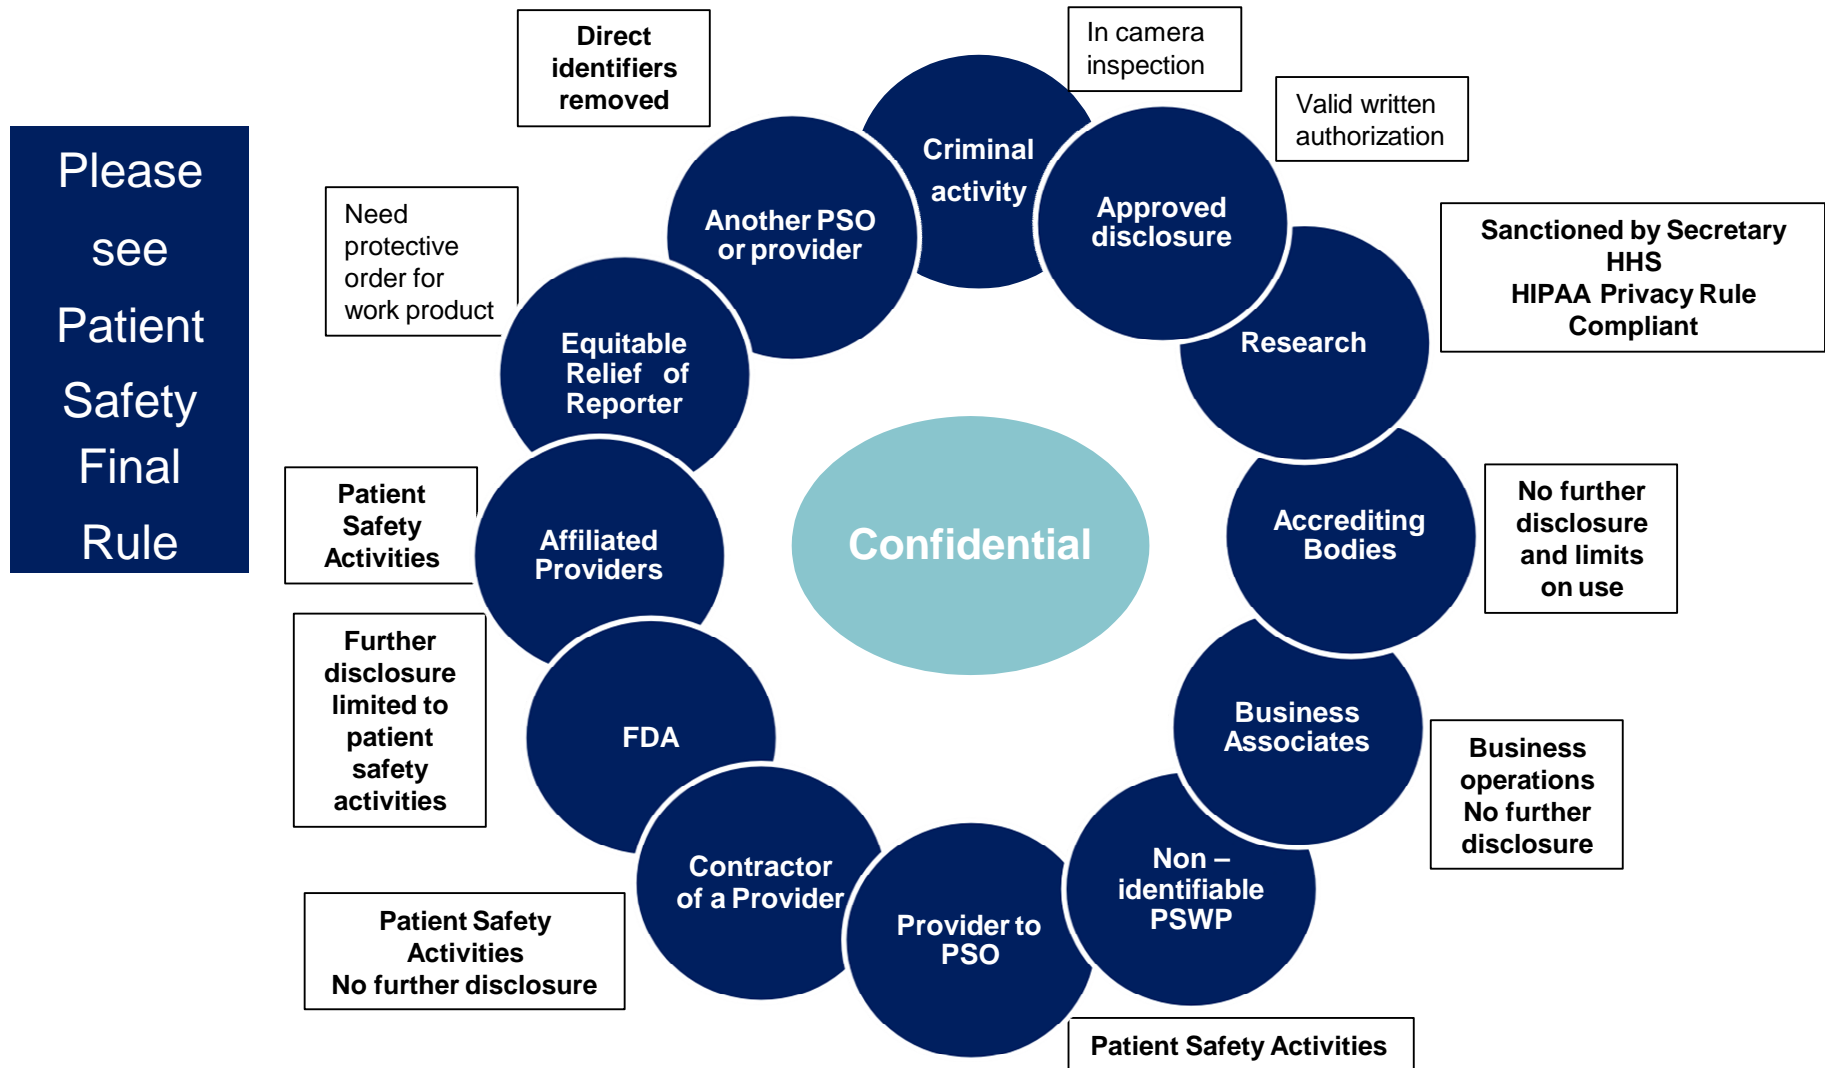 Please
see
Patient
Safety
Final
Rule
Direct
identifiers
removed
In camera
inspection
Valid written
authorization
Criminal
activity
Approved
disclosure
Another PSO
or provider
Need
protective
order for
work product
Sanctioned by Secretary
HHS
HIPAA Privacy Rule
Compliant
Research
Equitable
Relief of
Reporter
Patient
Safety
Activities
Affiliated
Providers
Confidential
Accrediting
Bodies
No further
disclosure
and limits
on use
Further
disclosure
limited to
patient
safety
activities
FDA
Business
Associates
Business
operations
No further
disclosure
Contractor
of a Provider
Non –
identifiable
PSWP
Provider to
PSO
Patient Safety
Activities
No further disclosure
Patient Safety Activities